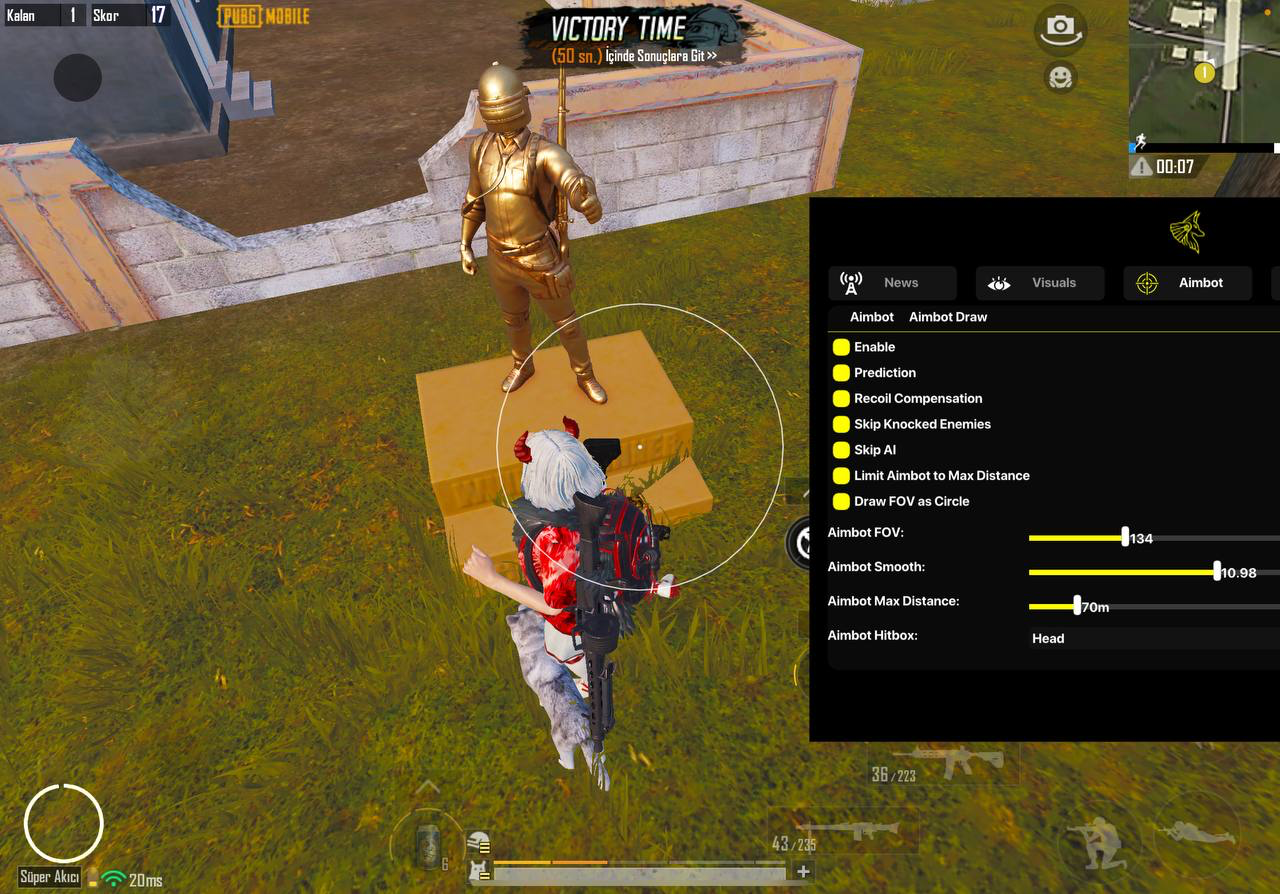 Kalan 1 Skor 17
PUBG MOBILE
VICTORY TIME
(50 sn.) İçinde Sonuçlara Git >>
1
00:07
News
Visuals
Aimbot
Aimbot Aimbot Draw
Enable
Prediction
Recoil Compensation
Skip Knocked Enemies
Skip AI
Limit Aimbot to Max Distance
Draw FOV as Circle
Aimbot FOV: 134
Aimbot Smooth: 10.98
Aimbot Max Distance: 70m
Aimbot Hitbox: Head
36/223
43/235
6
Süper Akıcı 20ms